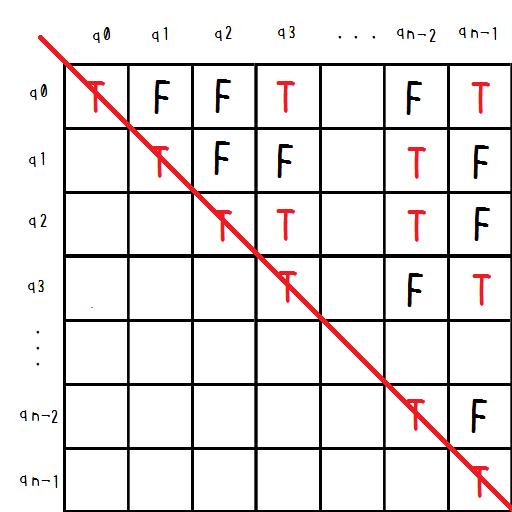 q0 q1 q2 q3 . . . qn-2 qn-1
q0 T F F T F T
q1 T F F T F
q2 T T T F
q3 T F T
.
.
.
qn-2 T F
qn-1 T